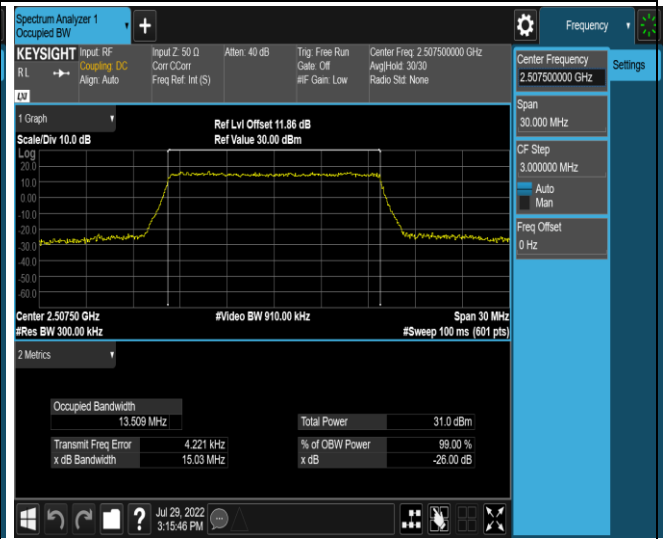 Spectrum Analyzer 1
Occupied BW
+
Frequency
KEYSIGHT
R L
LXI
Input: RF
Coupling: DC
Align: Auto
Input Z: 50 Ω
Corr CCorr
Freq Ref: Int (S)
Atten: 40 dB
Trig: Free Run
Gate: Off
#IF Gain: Low
Center Freq: 2.507500000 GHz
Avg|Hold: 30/30
Radio Std: None
Center Frequency
2.507500000 GHz
Settings
Span
30.000 MHz
CF Step
3.000000 MHz
Auto
Man
Freq Offset
0 Hz
1 Graph
Scale/Div 10.0 dB
Ref Lvl Offset 11.86 dB
Ref Value 30.00 dBm
Log
20.0
10.0
0.00
-10.0
-20.0
-30.0
-40.0
-50.0
-60.0
Center 2.50750 GHz
#Video BW 910.00 kHz
Span 30 MHz
#Res BW 300.00 kHz
#Sweep 100 ms (601 pts)
2 Metrics
Occupied Bandwidth
13.509 MHz
Total Power 31.0 dBm
Transmit Freq Error 4.221 kHz
% of OBW Power 99.00 %
x dB Bandwidth 15.03 MHz
x dB -26.00 dB
?
Jul 29, 2022
3:15:46 PM